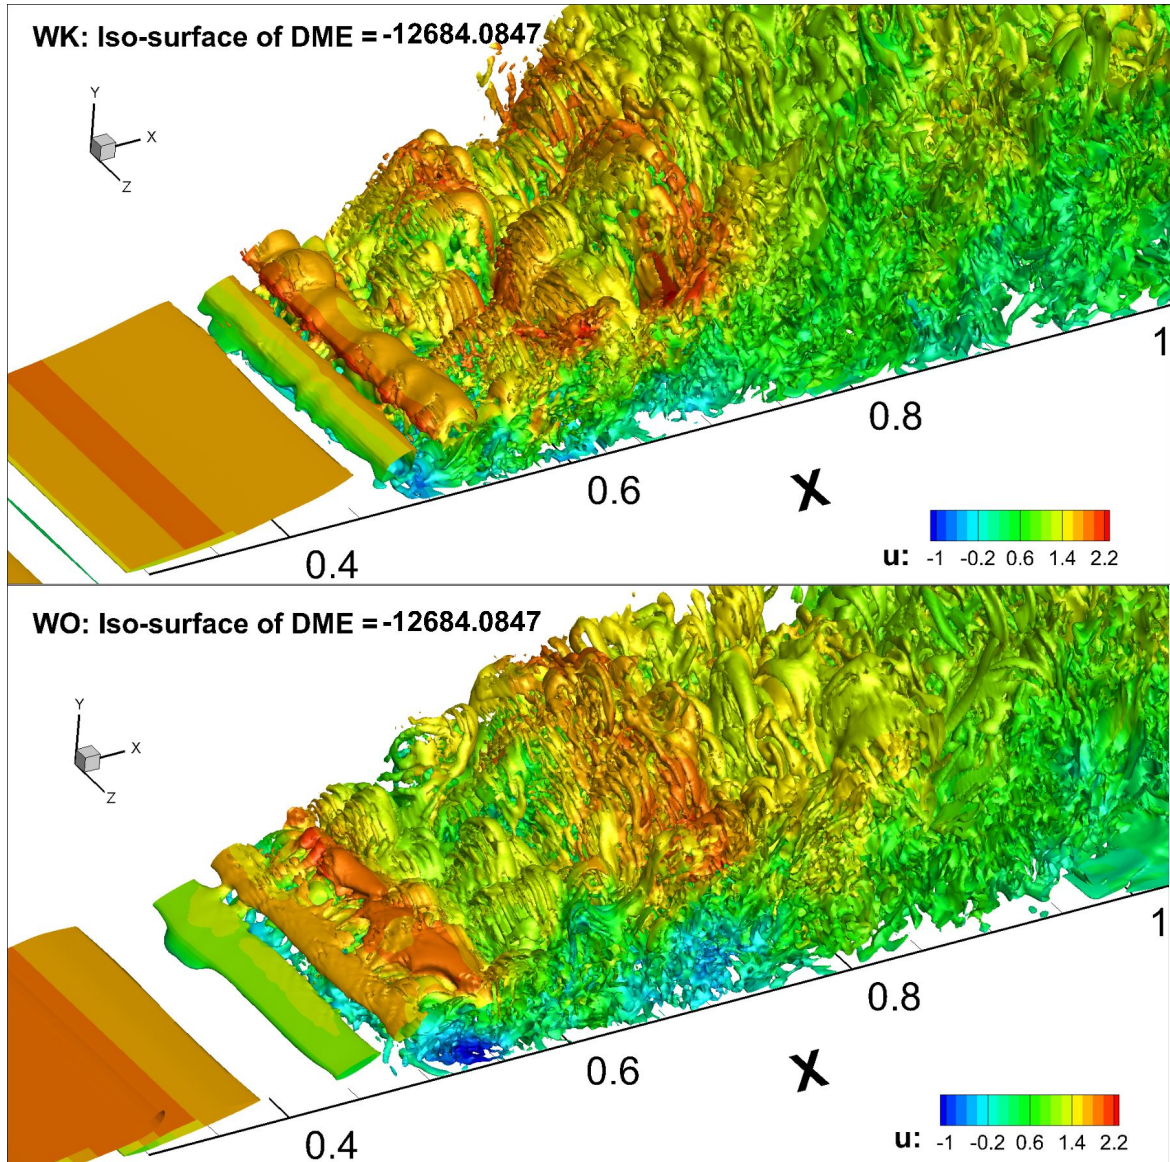 WK: Iso-surface of DME = -12684.0847
Y
X
Z
1
0.8
0.6
X
0.4
u: -1 -0.2 0.6 1.4 2.2
WO: Iso-surface of DME = -12684.0847
Y
X
Z
1
0.8
0.6
X
0.4
u: -1 -0.2 0.6 1.4 2.2